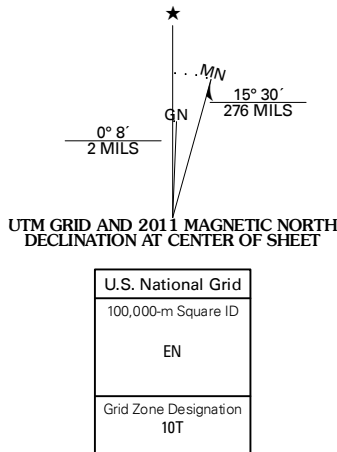 ★
MN
GN
15° 30´
276 MILS
0° 8´
2 MILS
UTM GRID AND 2011 MAGNETIC NORTH
DECLINATION AT CENTER OF SHEET
U.S. National Grid
100,000-m Square ID
EN
Grid Zone Designation
10T